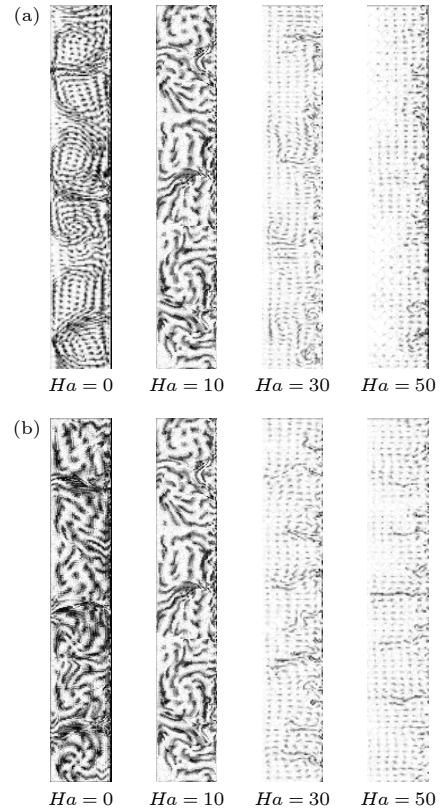 (a)
Ha = 0 Ha = 10 Ha = 30 Ha = 50
(b)
Ha = 0 Ha = 10 Ha = 30 Ha = 50